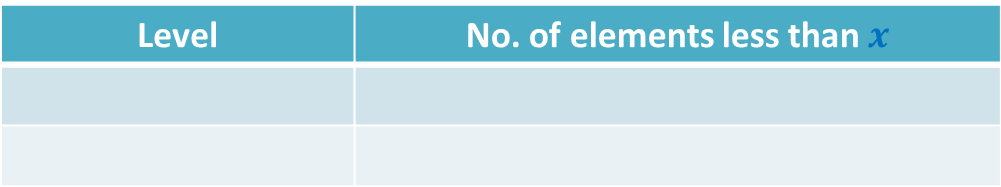 Level No. of elements less than 𝒙